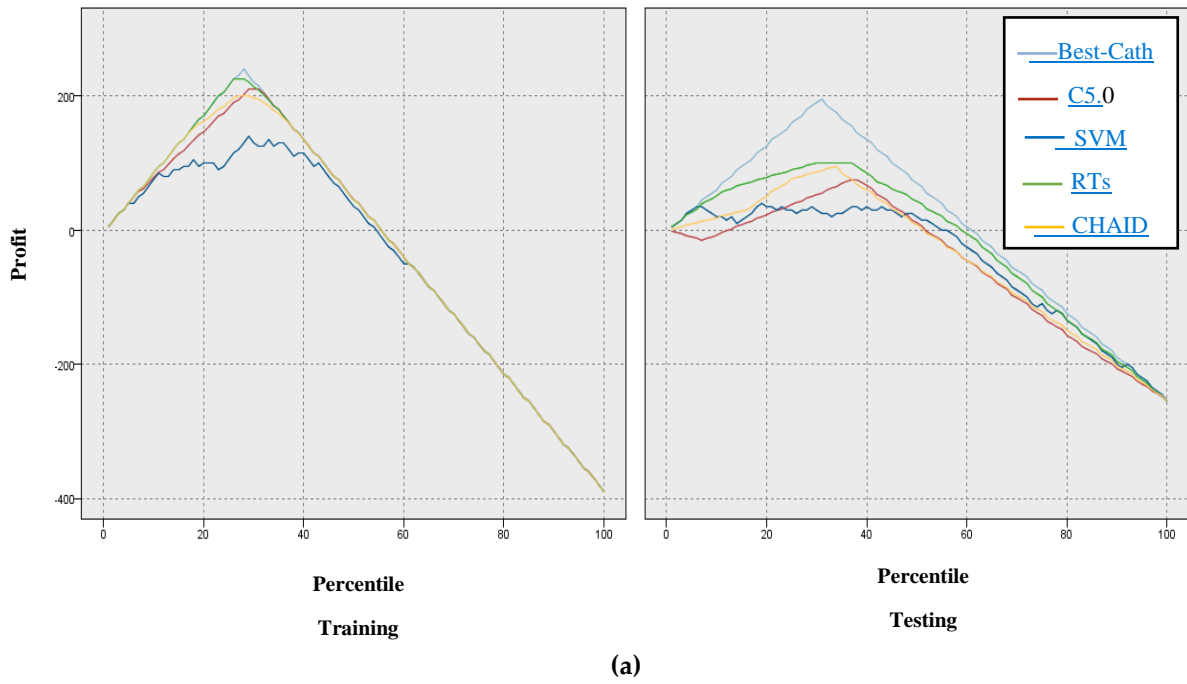 Profit
200
0
-200
-400
0 20 40 60 80 100
Percentile
Training
0 20 40 60 80 100
Percentile
Testing
Best-Cath
C5.0
SVM
RTs
CHAID
(a)